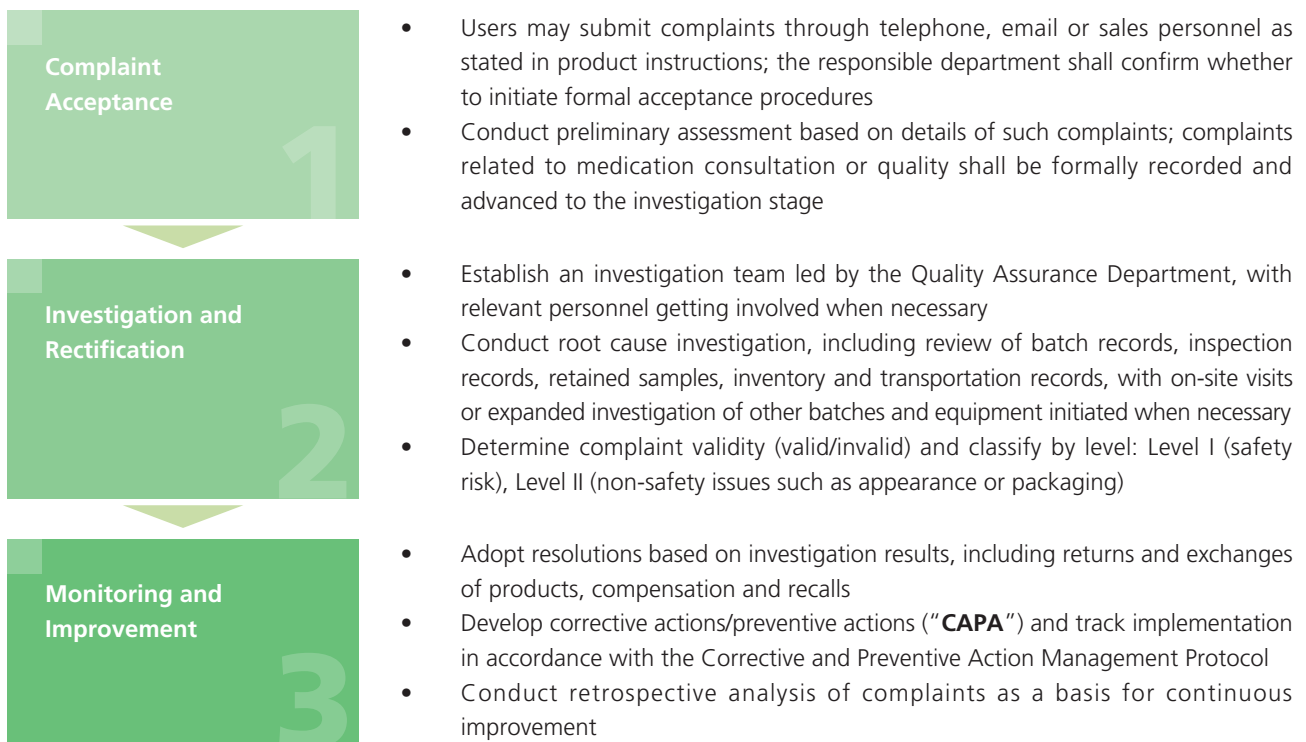 Complaint
Acceptance
1
• Users may submit complaints through telephone, email or sales personnel as
stated in product instructions; the responsible department shall confirm whether
to initiate formal acceptance procedures
• Conduct preliminary assessment based on details of such complaints; complaints
related to medication consultation or quality shall be formally recorded and
advanced to the investigation stage
Investigation and
Rectification
2
• Establish an investigation team led by the Quality Assurance Department, with
relevant personnel getting involved when necessary
• Conduct root cause investigation, including review of batch records, inspection
records, retained samples, inventory and transportation records, with on-site visits
or expanded investigation of other batches and equipment initiated when necessary
• Determine complaint validity (valid/invalid) and classify by level: Level I (safety
risk), Level II (non-safety issues such as appearance or packaging)
Monitoring and
Improvement
3
• Adopt resolutions based on investigation results, including returns and exchanges
of products, compensation and recalls
• Develop corrective actions/preventive actions (“CAPA”) and track implementation
in accordance with the Corrective and Preventive Action Management Protocol
• Conduct retrospective analysis of complaints as a basis for continuous
improvement